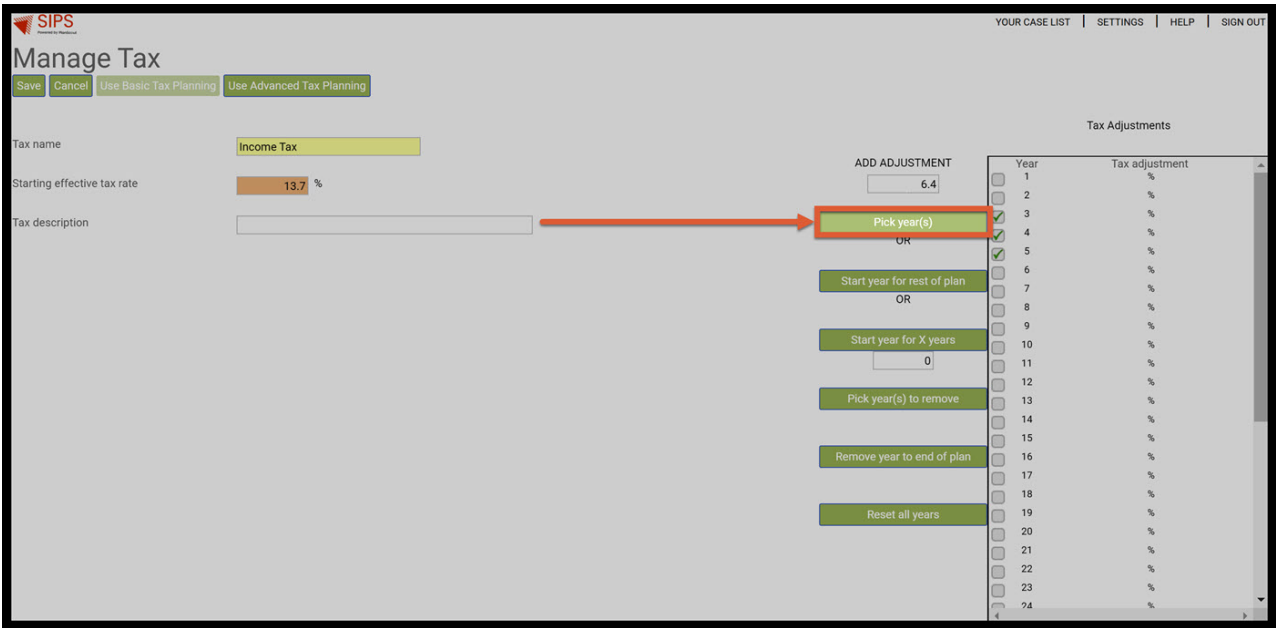 SIPS
YOUR CASE LIST | SETTINGS | HELP | SIGN OUT
Manage Tax
Save Cancel Use Basic Tax Planning Use Advanced Tax Planning
Tax Adjustments
Tax name Income Tax
ADD ADJUSTMENT
Year Tax adjustment
Starting effective tax rate 13.7 %
6.4
Tax description
Pick year(s)
OR
Start year for rest of plan
OR
Start year for X years
0
Pick year(s) to remove
Remove year to end of plan
Reset all years
1 %
2 %
3 %
4 %
5 %
6 %
7 %
8 %
9 %
10 %
11 %
12 %
13 %
14 %
15 %
16 %
17 %
18 %
19 %
20 %
21 %
22 %
23 %
24 %